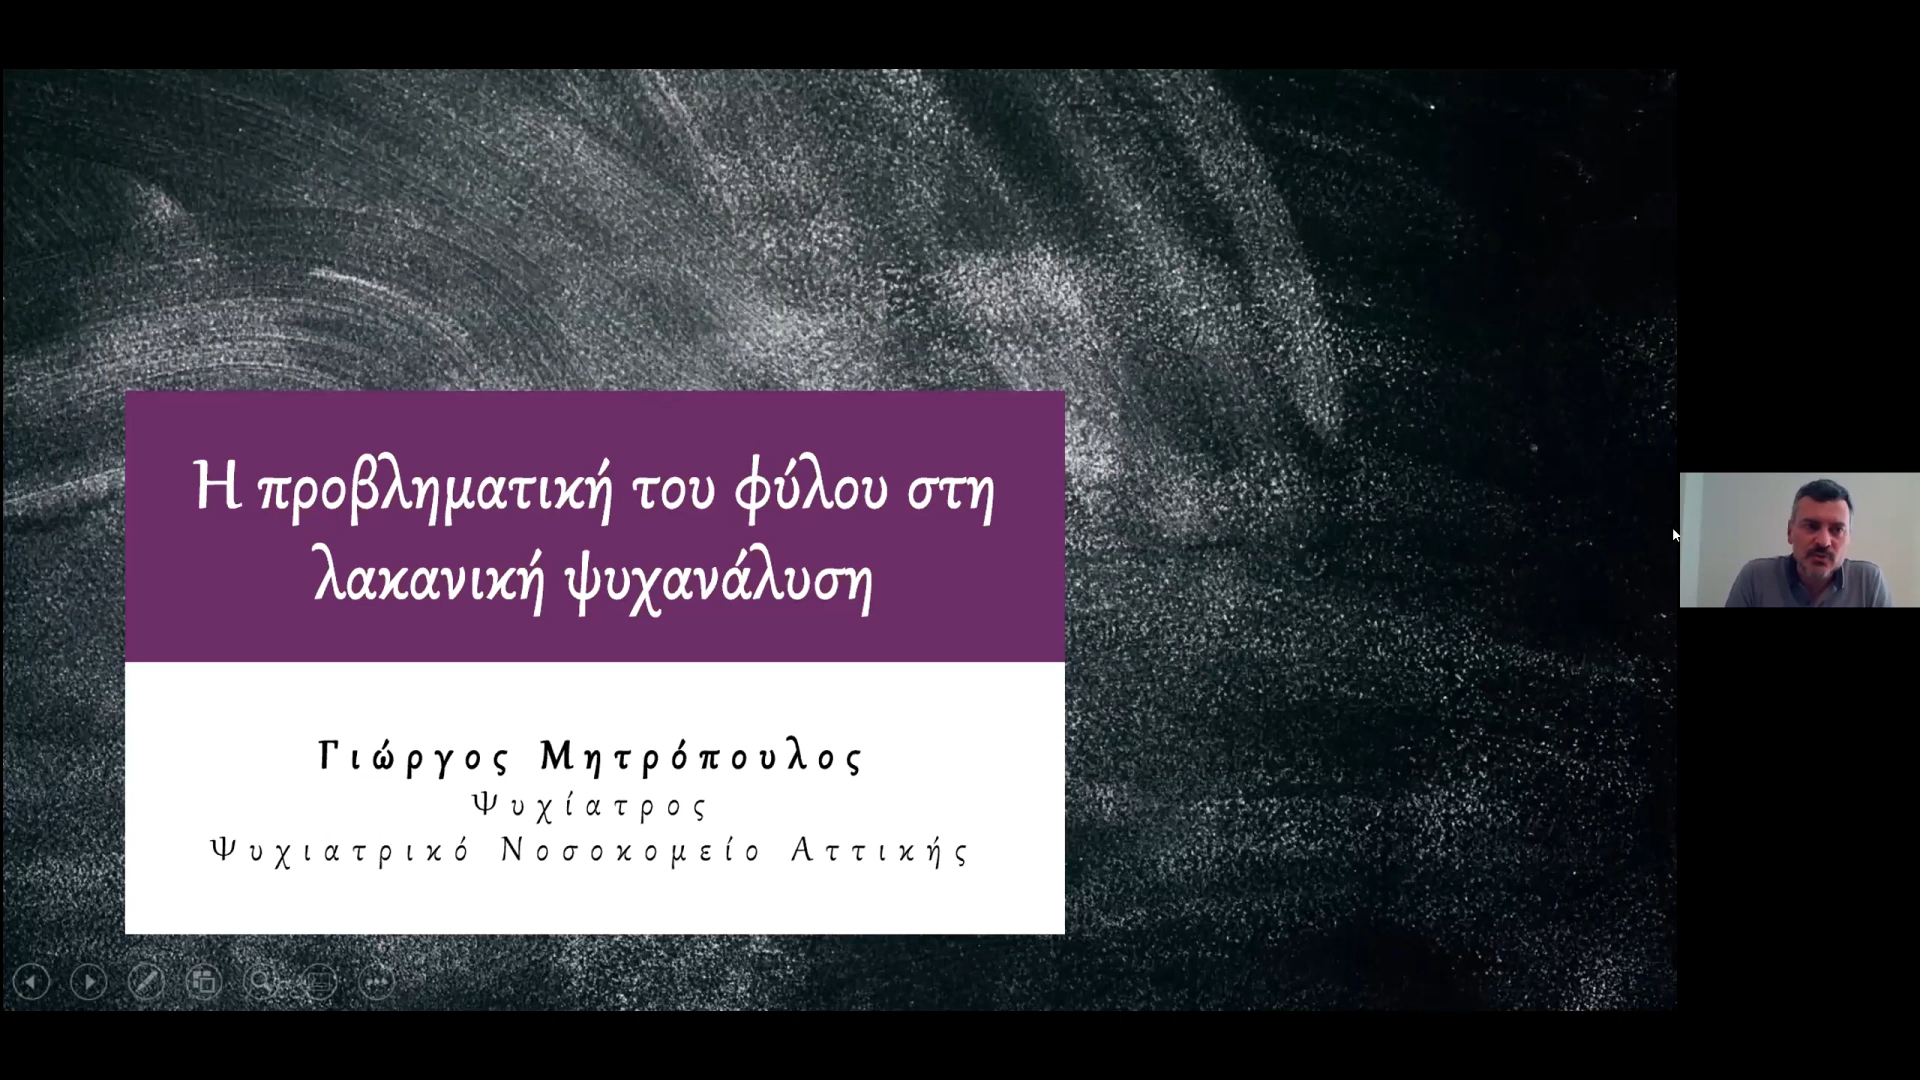 Η προβληματική του φύλου στη
λακανική ψυχανάλυση
Γιώργος Μητρόπουλος
Ψυχίατρος
Ψυχιατρικό Νοσοκομείο Αττικής